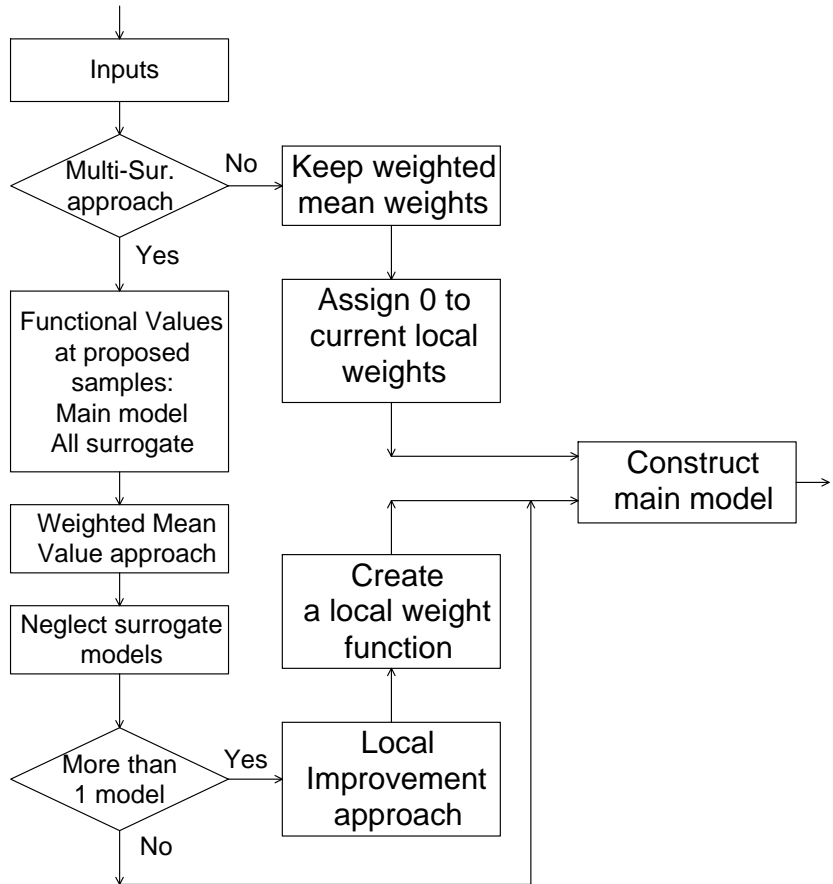 Inputs
Multi-Sur.
approach
No
Yes
Keep weighted
mean weights
Assign 0 to
current local
weights
Functional Values
at proposed
samples:
Main model
All surrogate
Construct
main model
Weighted Mean
Value approach
Create
a local weight
function
Neglect surrogate
models
More than
1 model
Yes
No
Local
Improvement
approach